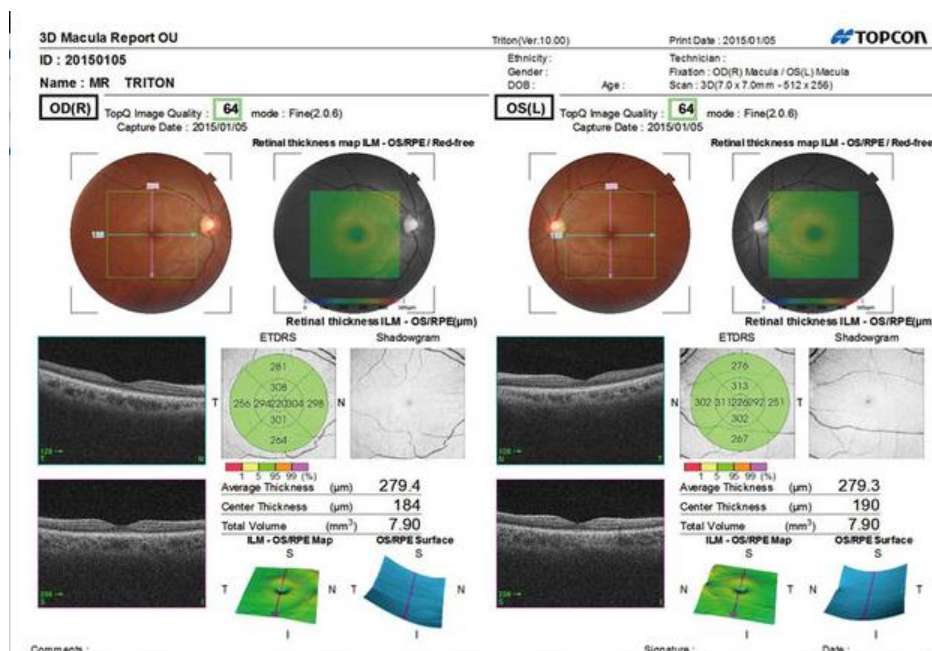 3D Macula Report OU
Triton(Ver.10.00)
Print Date : 2015/01/05
TOPCON
ID : 20150105
Ethnicity :
Technician :
Gender :
Fixation : OD(R) Macula / OS(L) Macula
Name : MR TRITON
DOB :
Age :
Scan : 3D(7.0 x 7.0mm - 512 x 256)
OD(R)
TopQ Image Quality : 64 mode : Fine(2.0.6)
Capture Date : 2015/01/05
Retinal thickness map ILM - OS/RPE / Red-free
Retinal thickness ILM - OS/RPE(µm)
ETDRS
Shadowgram
281
308
256 294 220 304 298
301
264
T
N
128
T
N
1 5 95 99 (%)
Average Thickness (µm) 279.4
Center Thickness (µm) 184
Total Volume (mm³) 7.90
ILM - OS/RPE Map
OS/RPE Surface
S
S
T
N T
N
I
I
256
S
I
OS(L)
TopQ Image Quality : 64 mode : Fine(2.0.6)
Capture Date : 2015/01/05
Retinal thickness map ILM - OS/RPE / Red-free
Retinal thickness ILM - OS/RPE(µm
ETDRS
Shadowgram
276
313
302 311 226 292 251
302
267
N
T
128
N
T
1 5 95 99 (%)
Average Thickness (µm) 279.3
Center Thickness (µm) 190
Total Volume (mm³) 7.90
ILM - OS/RPE Map
OS/RPE Surface
S
S
N
T N
T
I
I
256
S
I
Comments :
Signature :
Date :